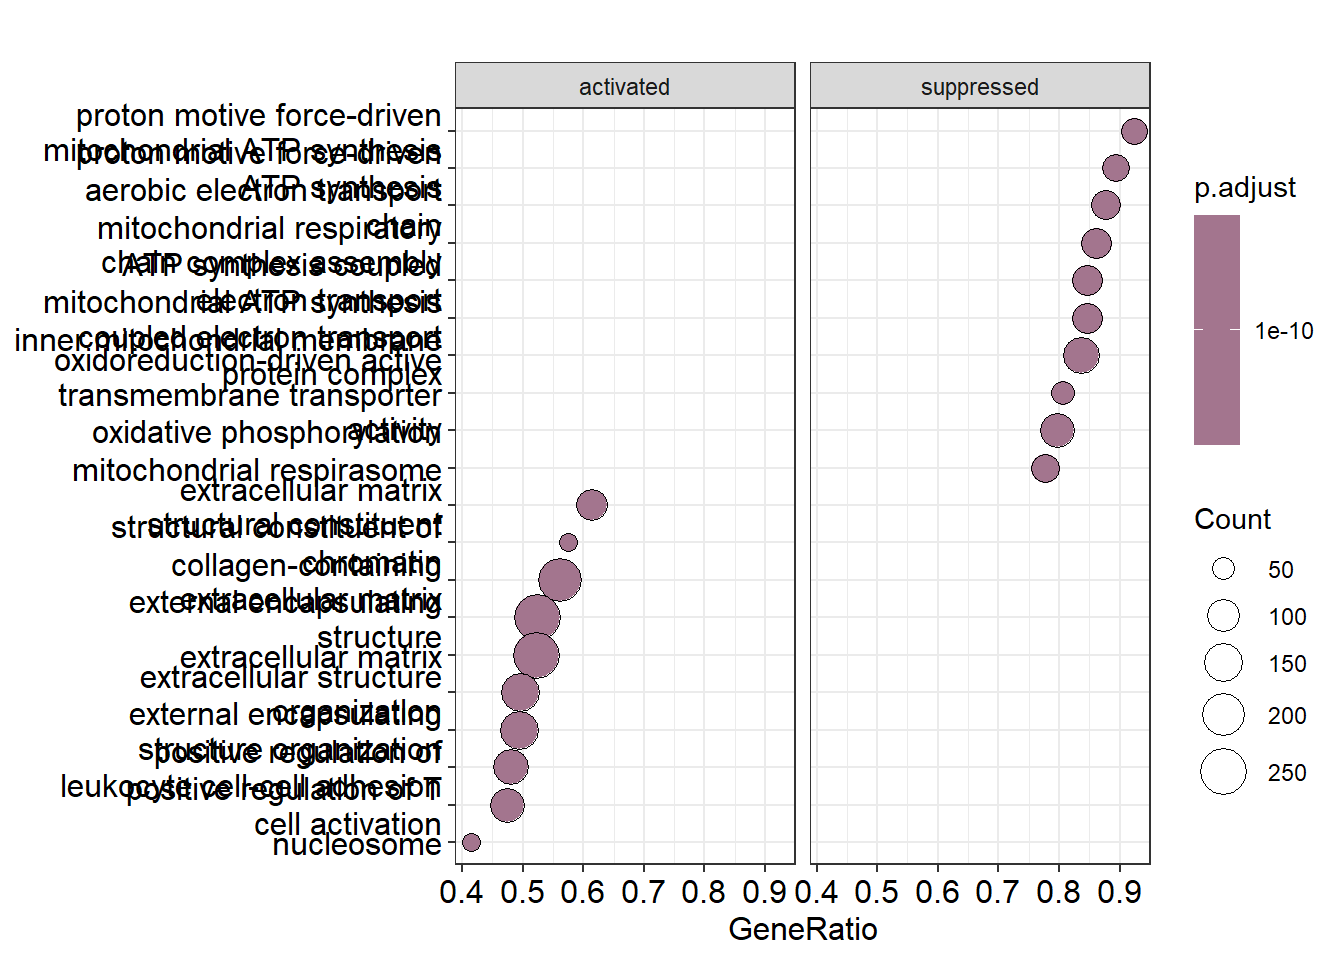 activated
suppressed
proton motive force-driven
mitochondrial ATP synthesis
proton motive force-driven
ATP synthesis
aerobic electron transport
chain
mitochondrial respiratory
chain complex assembly
ATP synthesis coupled
electron transport
mitochondrial ATP synthesis
coupled electron transport
inner mitochondrial membrane
protein complex
oxidoreduction-driven active
transmembrane transporter
activity
oxidative phosphorylation
mitochondrial respirasome
extracellular matrix
structural constituent
structural constituent of
chromatin
collagen-containing
extracellular matrix
external encapsulating
structure
extracellular matrix
extracellular structure
organization
external encapsulating
structure organization
positive regulation of
leukocyte cell-cell adhesion
positive regulation of T
cell activation
nucleosome
0.4 0.5 0.6 0.7 0.8 0.9 0.4 0.5 0.6 0.7 0.8 0.9
GeneRatio
p.adjust
1e-10
Count
50
100
150
200
250